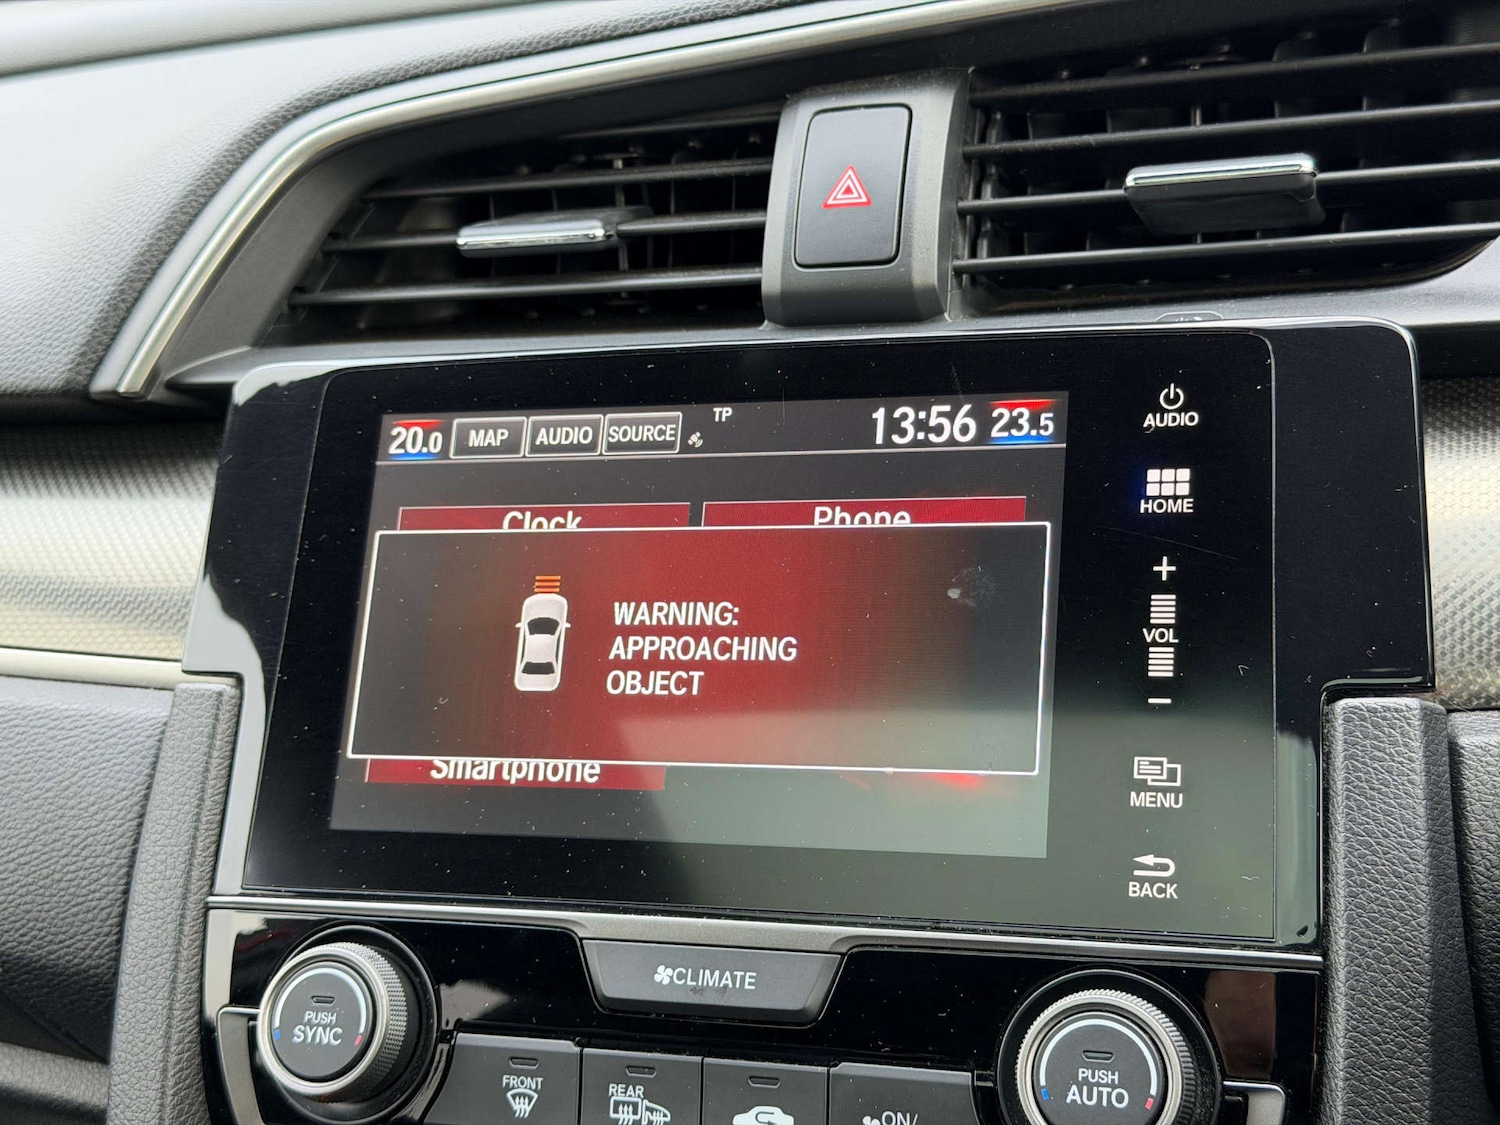 20.0 MAP AUDIO SOURCE TP 13:56 23.5
Clock Phone
WARNING:
APPROACHING
OBJECT
Smartphone
AUDIO
HOME
+
VOL
−
MENU
BACK
CLIMATE
PUSH
SYNC
FRONT
REAR
ON/
PUSH
AUTO